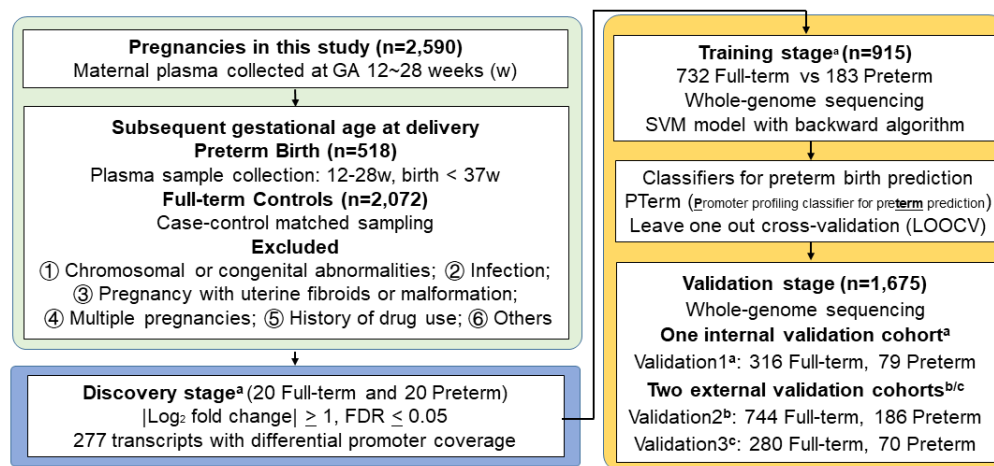 Pregnancies in this study (n=2,590)
Maternal plasma collected at GA 12~28 weeks (w)
Subsequent gestational age at delivery
Preterm Birth (n=518)
Plasma sample collection: 12-28w, birth < 37w
Full-term Controls (n=2,072)
Case-control matched sampling
Excluded
① Chromosomal or congenital abnormalities; ② Infection;
③ Pregnancy with uterine fibroids or malformation;
④ Multiple pregnancies; ⑤ History of drug use; ⑥ Others
Discovery stageᵃ (20 Full-term and 20 Preterm)
|Log₂ fold change| ≥ 1, FDR ≤ 0.05
277 transcripts with differential promoter coverage
Training stageᵃ (n=915)
732 Full-term vs 183 Preterm
Whole-genome sequencing
SVM model with backward algorithm
Classifiers for preterm birth prediction
PTerm (Promoter profiling classifier for preterm prediction)
Leave one out cross-validation (LOOCV)
Validation stage (n=1,675)
Whole-genome sequencing
One internal validation cohortᵃ
Validation1ᵃ: 316 Full-term, 79 Preterm
Two external validation cohortsᵇ/ᶜ
Validation2ᵇ: 744 Full-term, 186 Preterm
Validation3ᶜ: 280 Full-term, 70 Preterm